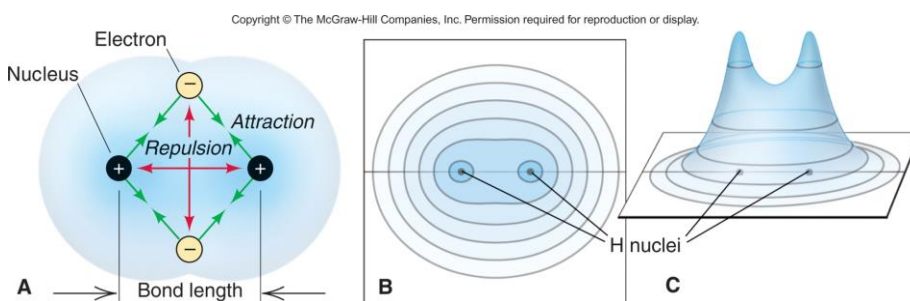 Copyright © The McGraw-Hill Companies, Inc. Permission required for reproduction or display.
Electron
Nucleus
−
Attraction
Repulsion
+
+
−
A
Bond length
B
H nuclei
C